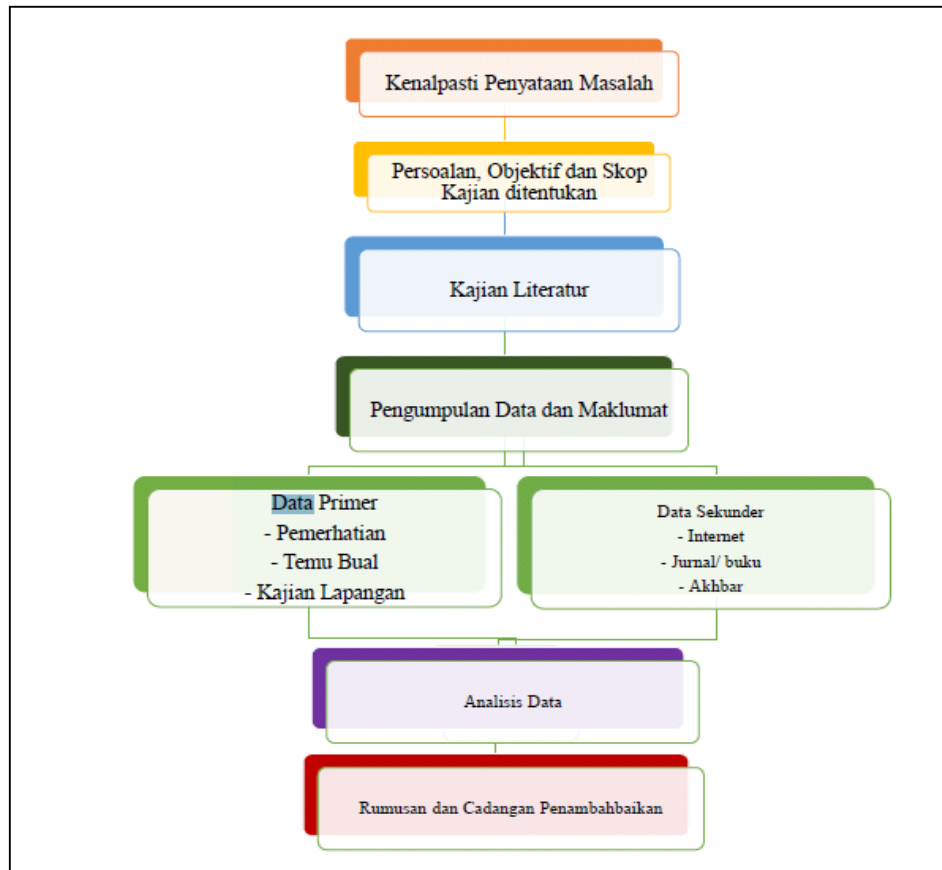 Kenalpasti Penyataan Masalah
Persoalan, Objektif dan Skop
Kajian ditentukan
Kajian Literatur
Pengumpulan Data dan Maklumat
Data Primer
- Pemerhatian
- Temu Bual
- Kajian Lapangan
Data Sekunder
- Internet
- Jurnal/ buku
- Akhbar
Analisis Data
Rumusan dan Cadangan Penambahbaikan